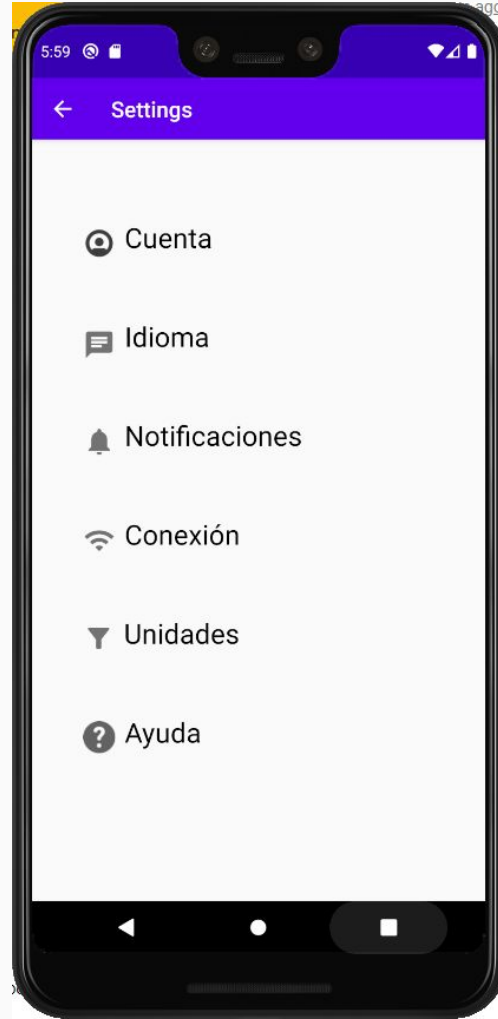 5:59
Settings
Cuenta
Idioma
Notificaciones
Conexión
Unidades
Ayuda